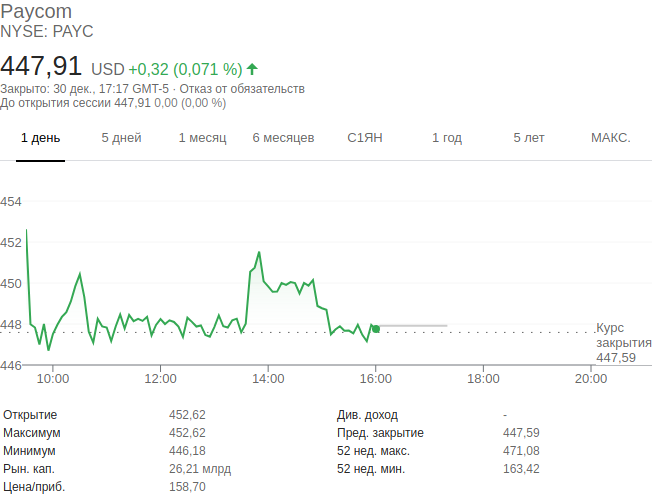 Paycom
NYSE: PAYC
447,91 USD +0,32 (0,071 %)
Закрыто: 30 дек., 17:17 GMT-5 · Отказ от обязательств
До открытия сессии 447,91 0,00 (0,00 %)
1 день 5 дней 1 месяц 6 месяцев С1ЯН 1 год 5 лет МАКС.
454
452
450
448
446
Курс
закрытия
447,59
10:00 12:00 14:00 16:00 18:00 20:00
Открытие 452,62 Див. доход -
Максимум 452,62 Пред. закрытие 447,59
Минимум 446,18 52 нед. макс. 471,08
Рын. кап. 26,21 млрд 52 нед. мин. 163,42
Цена/приб. 158,70